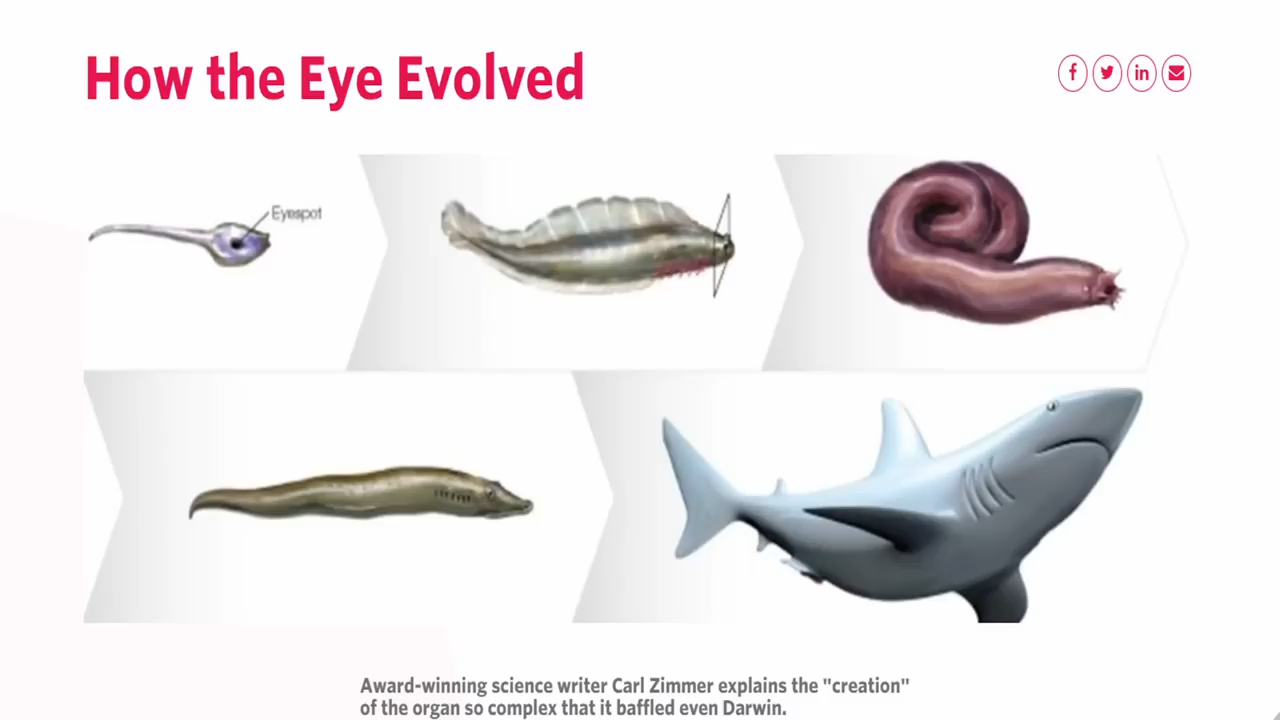 How the Eye Evolved
f
in
Eyespot
Award-winning science writer Carl Zimmer explains the "creation"
of the organ so complex that it baffled even Darwin.